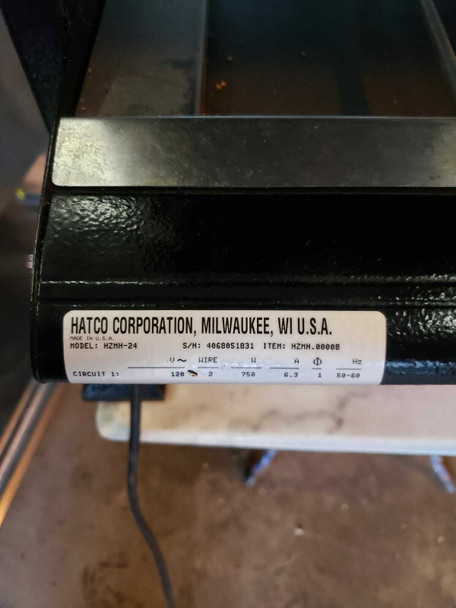 HATCO CORPORATION, MILWAUKEE, WI U.S.A.
MADE IN U.S.A.
MODEL: HZMH-24 S/N: 4068051831 ITEM: HZMH.00008
V~ WIRE W A Φ Hz
CIRCUIT 1: 120 2 750 6.3 1 50-60